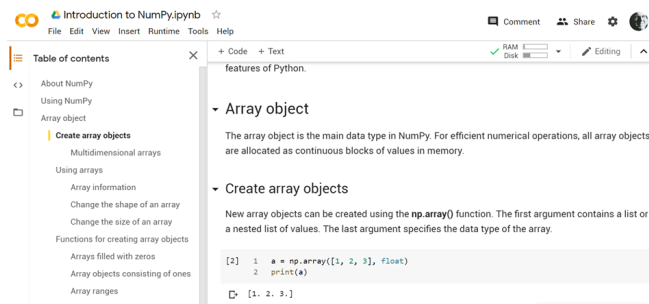 Introduction to NumPy.ipynb
File Edit View Insert Runtime Tools Help
Comment Share
Table of contents
About NumPy
Using NumPy
Array object
Create array objects
Multidimensional arrays
Using arrays
Array information
Change the shape of an array
Change the size of an array
Functions for creating array objects
Arrays filled with zeros
Array objects consisting of ones
Array ranges
+ Code + Text
RAM
Disk
Editing
features of Python.
Array object
The array object is the main data type in NumPy. For efficient numerical operations, all array objects
are allocated as continuous blocks of values in memory.
Create array objects
New array objects can be created using the np.array() function. The first argument contains a list or
a nested list of values. The last argument specifies the data type of the array.
[2] 1 a = np.array([1, 2, 3], float)
2 print(a)
[1. 2. 3.]